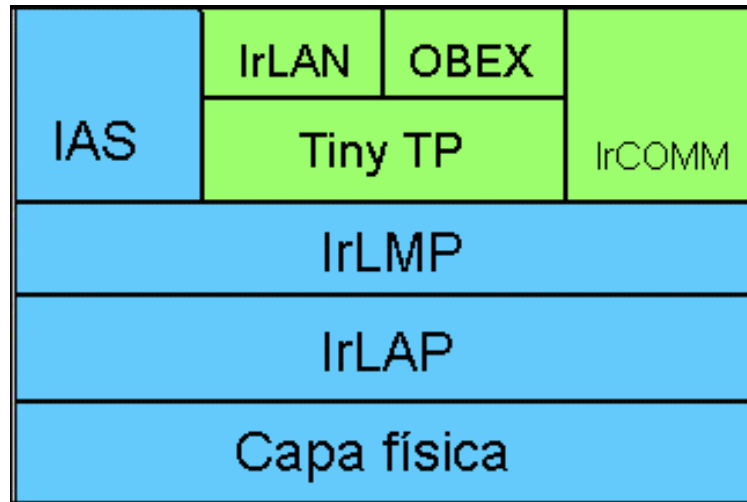 IrLAN
OBEX
IAS
Tiny TP
IrCOMM
IrLMP
IrLAP
Capa física